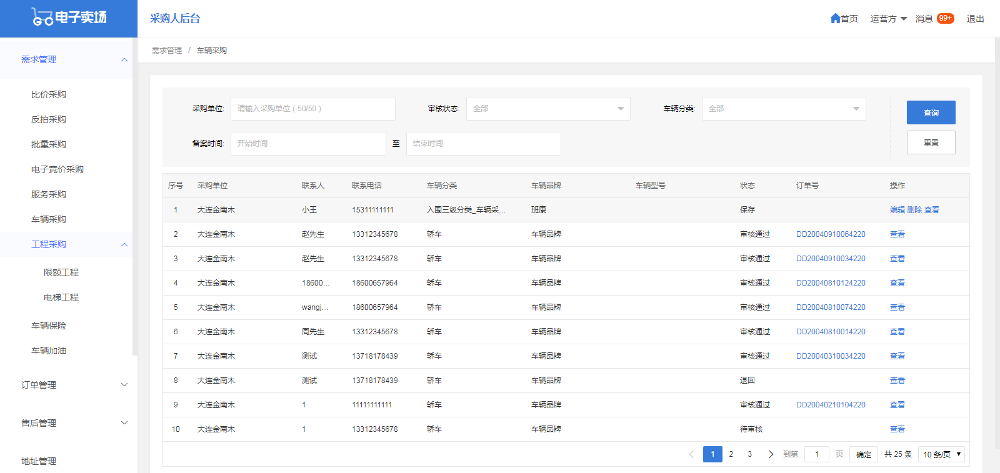 电子卖场
采购人后台
首页 运营方 消息 99+ 退出
需求管理 / 车辆采购
需求管理
比价采购
反拍采购
批量采购
电子竞价采购
服务采购
车辆采购
工程采购
限额工程
电梯工程
车辆保险
车辆加油
订单管理
售后管理
地址管理
采购单位: 请输入采购单位 ( 50/50 ) 审核状态: 全部 车辆分类: 全部 查询
备案时间: 开始时间 至 结束时间 重置
序号 采购单位 联系人 联系电话 车辆分类 车辆品牌 车辆型号 状态 订单号 操作
1 大连金南木 小王 15311111111 入围三级分类_车辆采... 班康 保存 编辑 删除 查看
2 大连金南木 赵先生 13312345678 轿车 车辆品牌 审核通过 DD20040910064220 查看
3 大连金南木 赵先生 13312345678 轿车 车辆品牌 审核通过 DD20040910034220 查看
4 大连金南木 18600... 18600657964 轿车 车辆品牌 审核通过 DD20040810124220 查看
5 大连金南木 wangj... 18600657964 轿车 车辆品牌 审核通过 DD20040810074220 查看
6 大连金南木 周先生 13312345678 轿车 车辆品牌 审核通过 DD20040810014220 查看
7 大连金南木 测试 13718178439 轿车 车辆品牌 审核通过 DD20040310034220 查看
8 大连金南木 测试 13718178439 轿车 车辆品牌 退回 查看
9 大连金南木 1 11111111111 轿车 车辆品牌 审核通过 DD20040210104220 查看
10 大连金南木 1 13312345678 轿车 车辆品牌 待审核 查看
1 2 3 到第 1 页 确定 共 25 条 10 条/页